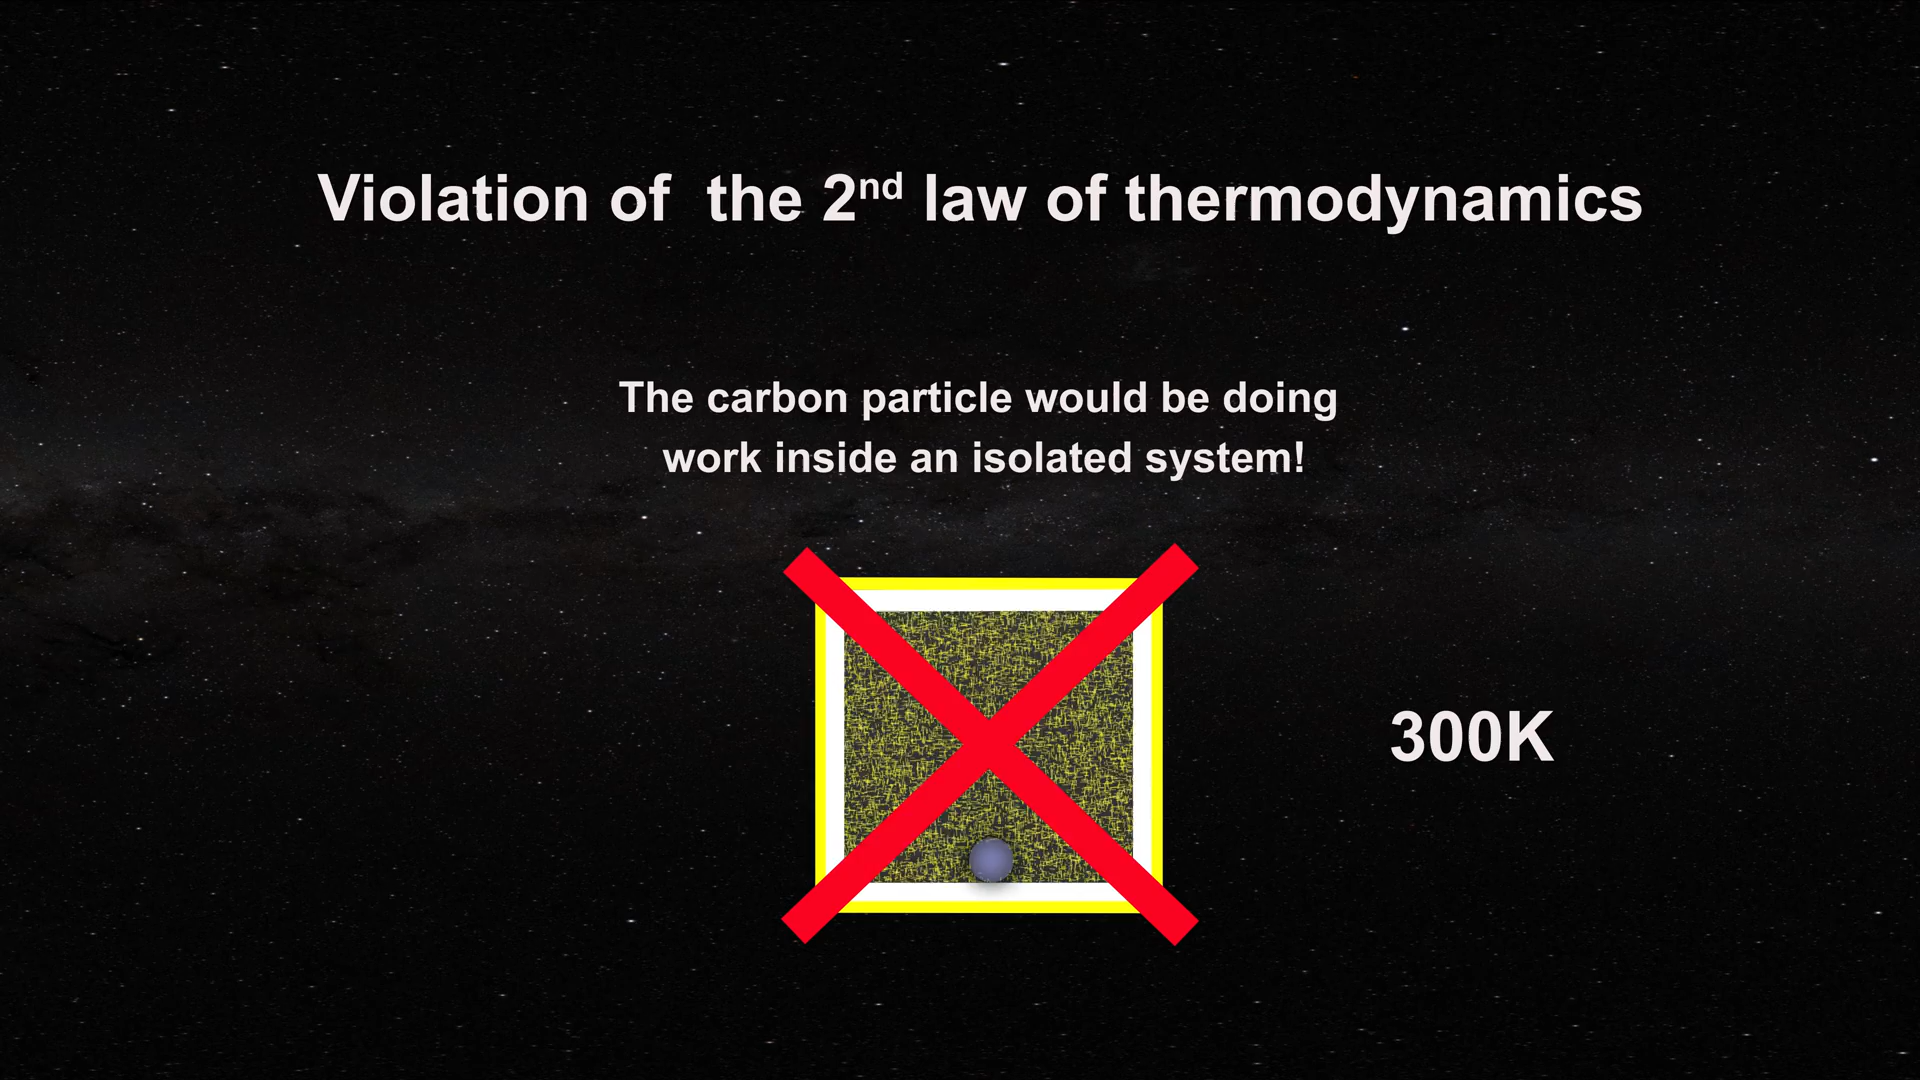 Violation of the 2nd law of thermodynamics
The carbon particle would be doing
work inside an isolated system!
300K